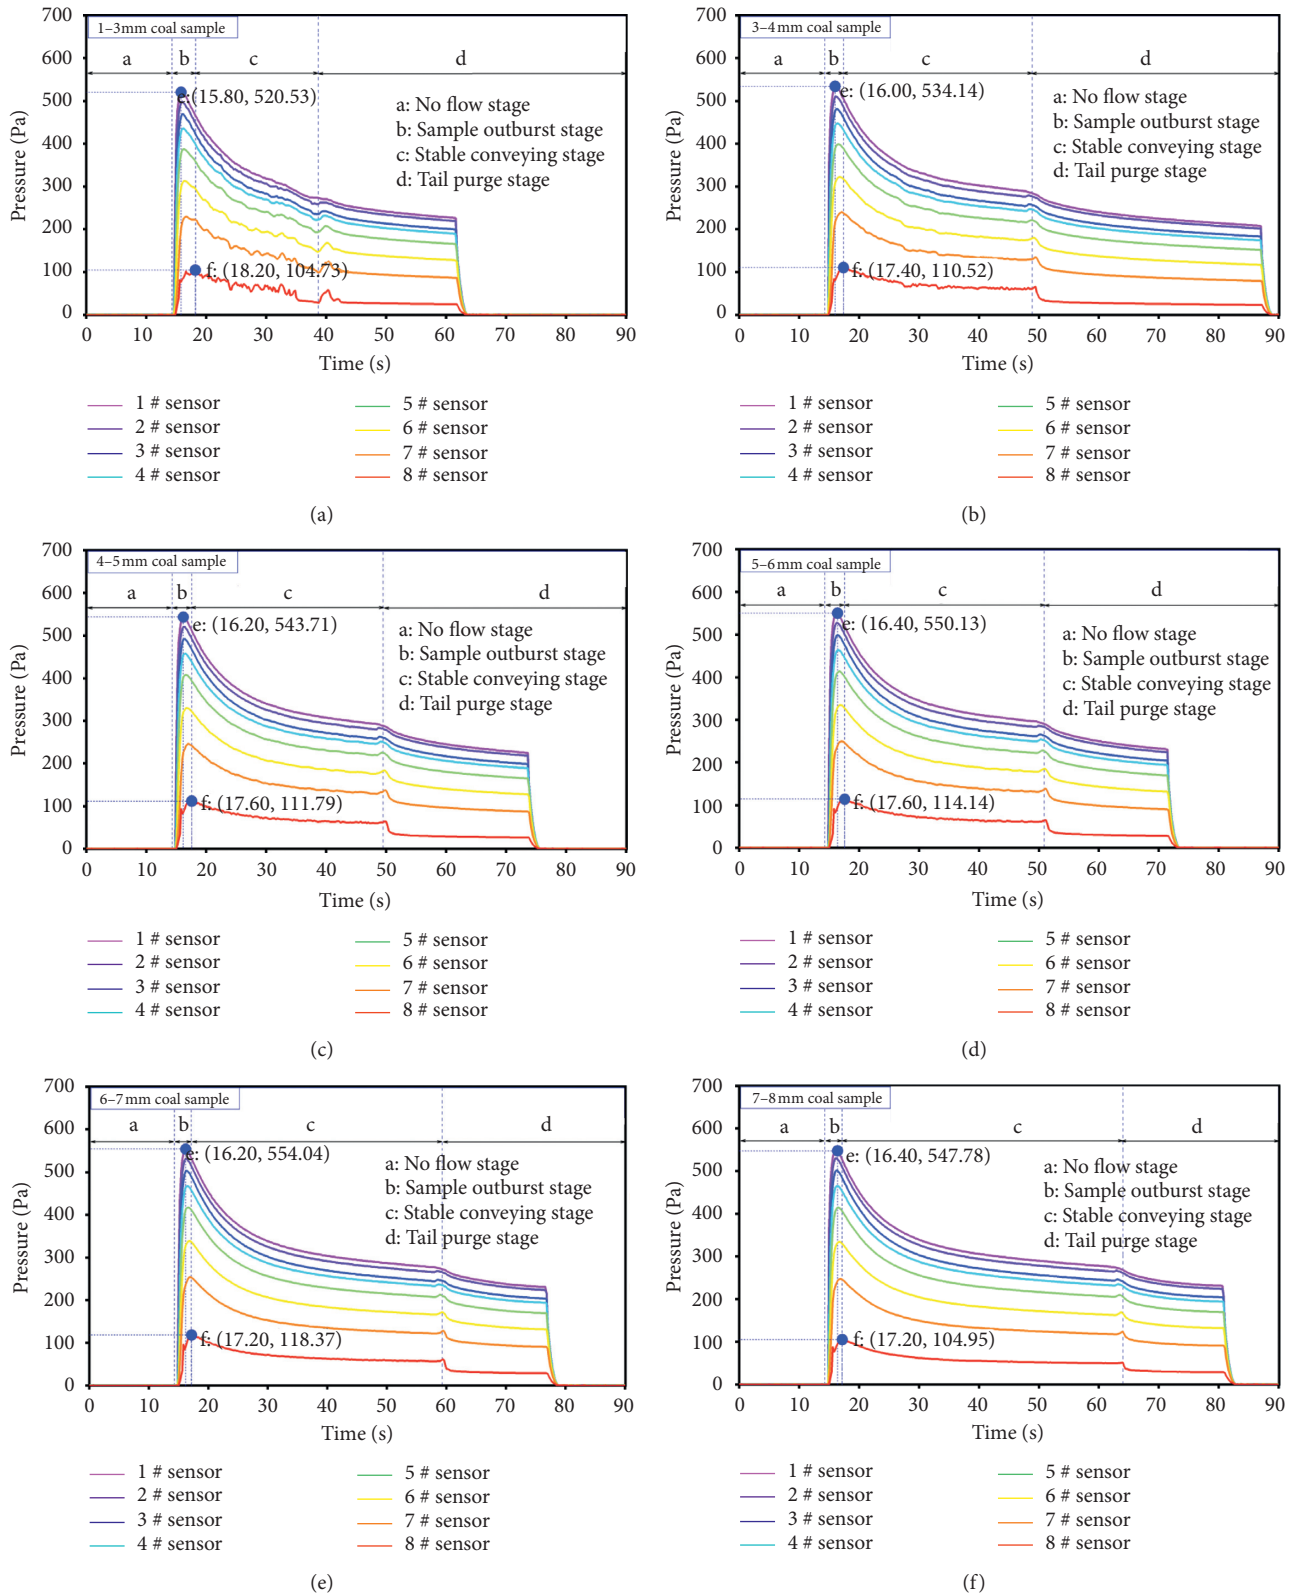 700
600
500
400
300
200
100
0
Pressure (Pa)
1–3 mm coal sample
a
b
c
d
e: (15.80, 520.53)
a: No flow stage
b: Sample outburst stage
c: Stable conveying stage
d: Tail purge stage
f: (18.20, 104.73)
0 10 20 30 40 50 60 70 80 90
Time (s)
1 # sensor
2 # sensor
3 # sensor
4 # sensor
5 # sensor
6 # sensor
7 # sensor
8 # sensor
(a)
700
600
500
400
300
200
100
0
Pressure (Pa)
3–4 mm coal sample
a
b
c
d
e: (16.00, 534.14)
a: No flow stage
b: Sample outburst stage
c: Stable conveying stage
d: Tail purge stage
f: (17.40, 110.52)
0 10 20 30 40 50 60 70 80 90
Time (s)
1 # sensor
2 # sensor
3 # sensor
4 # sensor
5 # sensor
6 # sensor
7 # sensor
8 # sensor
(b)
700
600
500
400
300
200
100
0
Pressure (Pa)
4–5 mm coal sample
a
b
c
d
e: (16.20, 543.71)
a: No flow stage
b: Sample outburst stage
c: Stable conveying stage
d: Tail purge stage
f: (17.60, 111.79)
0 10 20 30 40 50 60 70 80 90
Time (s)
1 # sensor
2 # sensor
3 # sensor
4 # sensor
5 # sensor
6 # sensor
7 # sensor
8 # sensor
(c)
700
600
500
400
300
200
100
0
Pressure (Pa)
5–6 mm coal sample
a
b
c
d
e: (16.40, 550.13)
a: No flow stage
b: Sample outburst stage
c: Stable conveying stage
d: Tail purge stage
f: (17.60, 114.14)
0 10 20 30 40 50 60 70 80 90
Time (s)
1 # sensor
2 # sensor
3 # sensor
4 # sensor
5 # sensor
6 # sensor
7 # sensor
8 # sensor
(d)
700
600
500
400
300
200
100
0
Pressure (Pa)
6–7 mm coal sample
a
b
c
d
e: (16.20, 554.04)
a: No flow stage
b: Sample outburst stage
c: Stable conveying stage
d: Tail purge stage
f: (17.20, 118.37)
0 10 20 30 40 50 60 70 80 90
Time (s)
1 # sensor
2 # sensor
3 # sensor
4 # sensor
5 # sensor
6 # sensor
7 # sensor
8 # sensor
(e)
700
600
500
400
300
200
100
0
Pressure (Pa)
7–8 mm coal sample
a
b
c
d
e: (16.40, 547.78)
a: No flow stage
b: Sample outburst stage
c: Stable conveying stage
d: Tail purge stage
f: (17.20, 104.95)
0 10 20 30 40 50 60 70 80 90
Time (s)
1 # sensor
2 # sensor
3 # sensor
4 # sensor
5 # sensor
6 # sensor
7 # sensor
8 # sensor
(f)